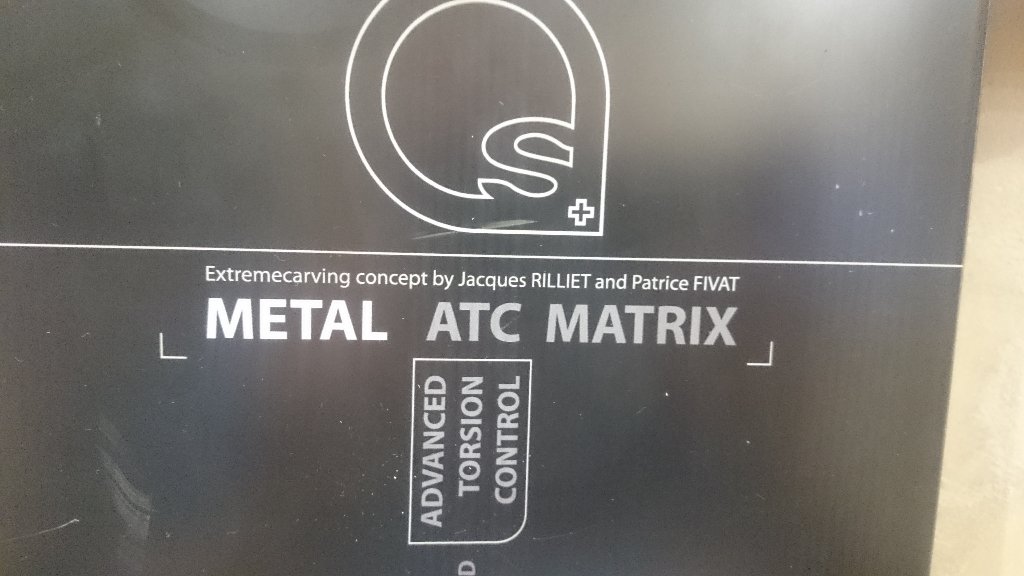 S
Extremecarving concept by Jacques RILLIET and Patrice FIVAT
METAL ATC MATRIX
ADVANCED
TORSION
CONTROL
D